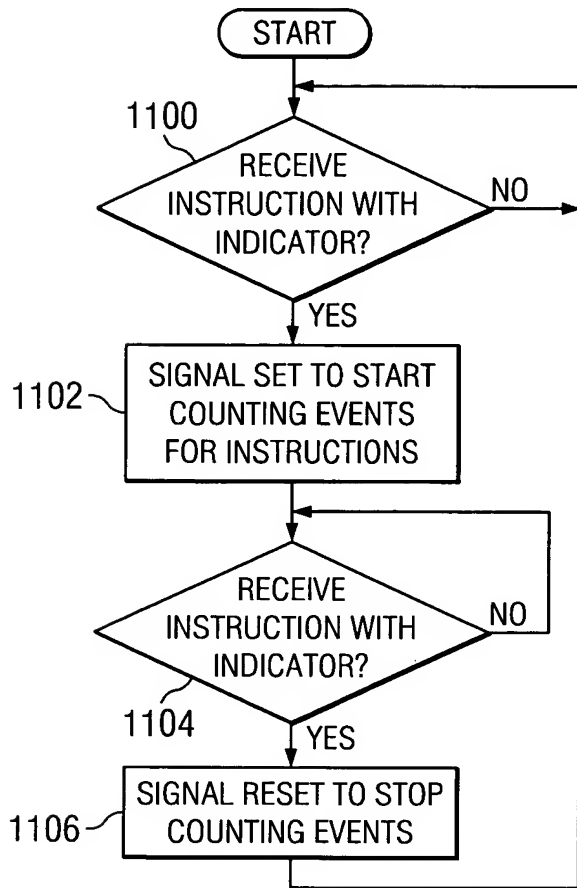 START
1100
RECEIVE
INSTRUCTION WITH
INDICATOR?
NO
YES
1102
SIGNAL SET TO START
COUNTING EVENTS
FOR INSTRUCTIONS
RECEIVE
INSTRUCTION WITH
INDICATOR?
NO
1104
YES
1106
SIGNAL RESET TO STOP
COUNTING EVENTS